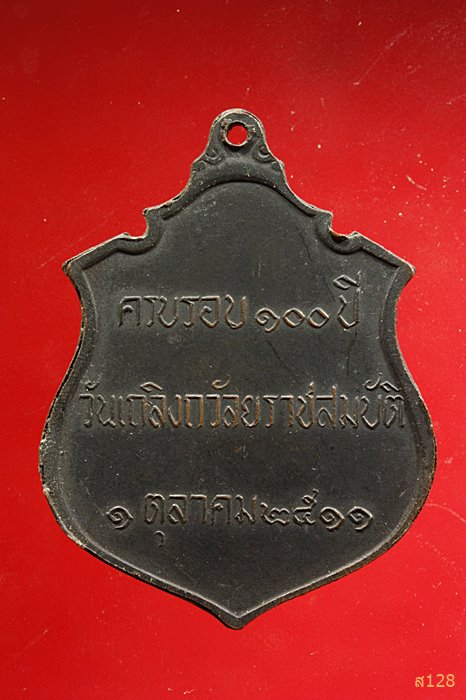 ครบรอบ ๑๐๐ ปี
วันเถลิงถวัลยราชสมบัติ
๑ ตุลาคม ๒๕๑๑
ส128